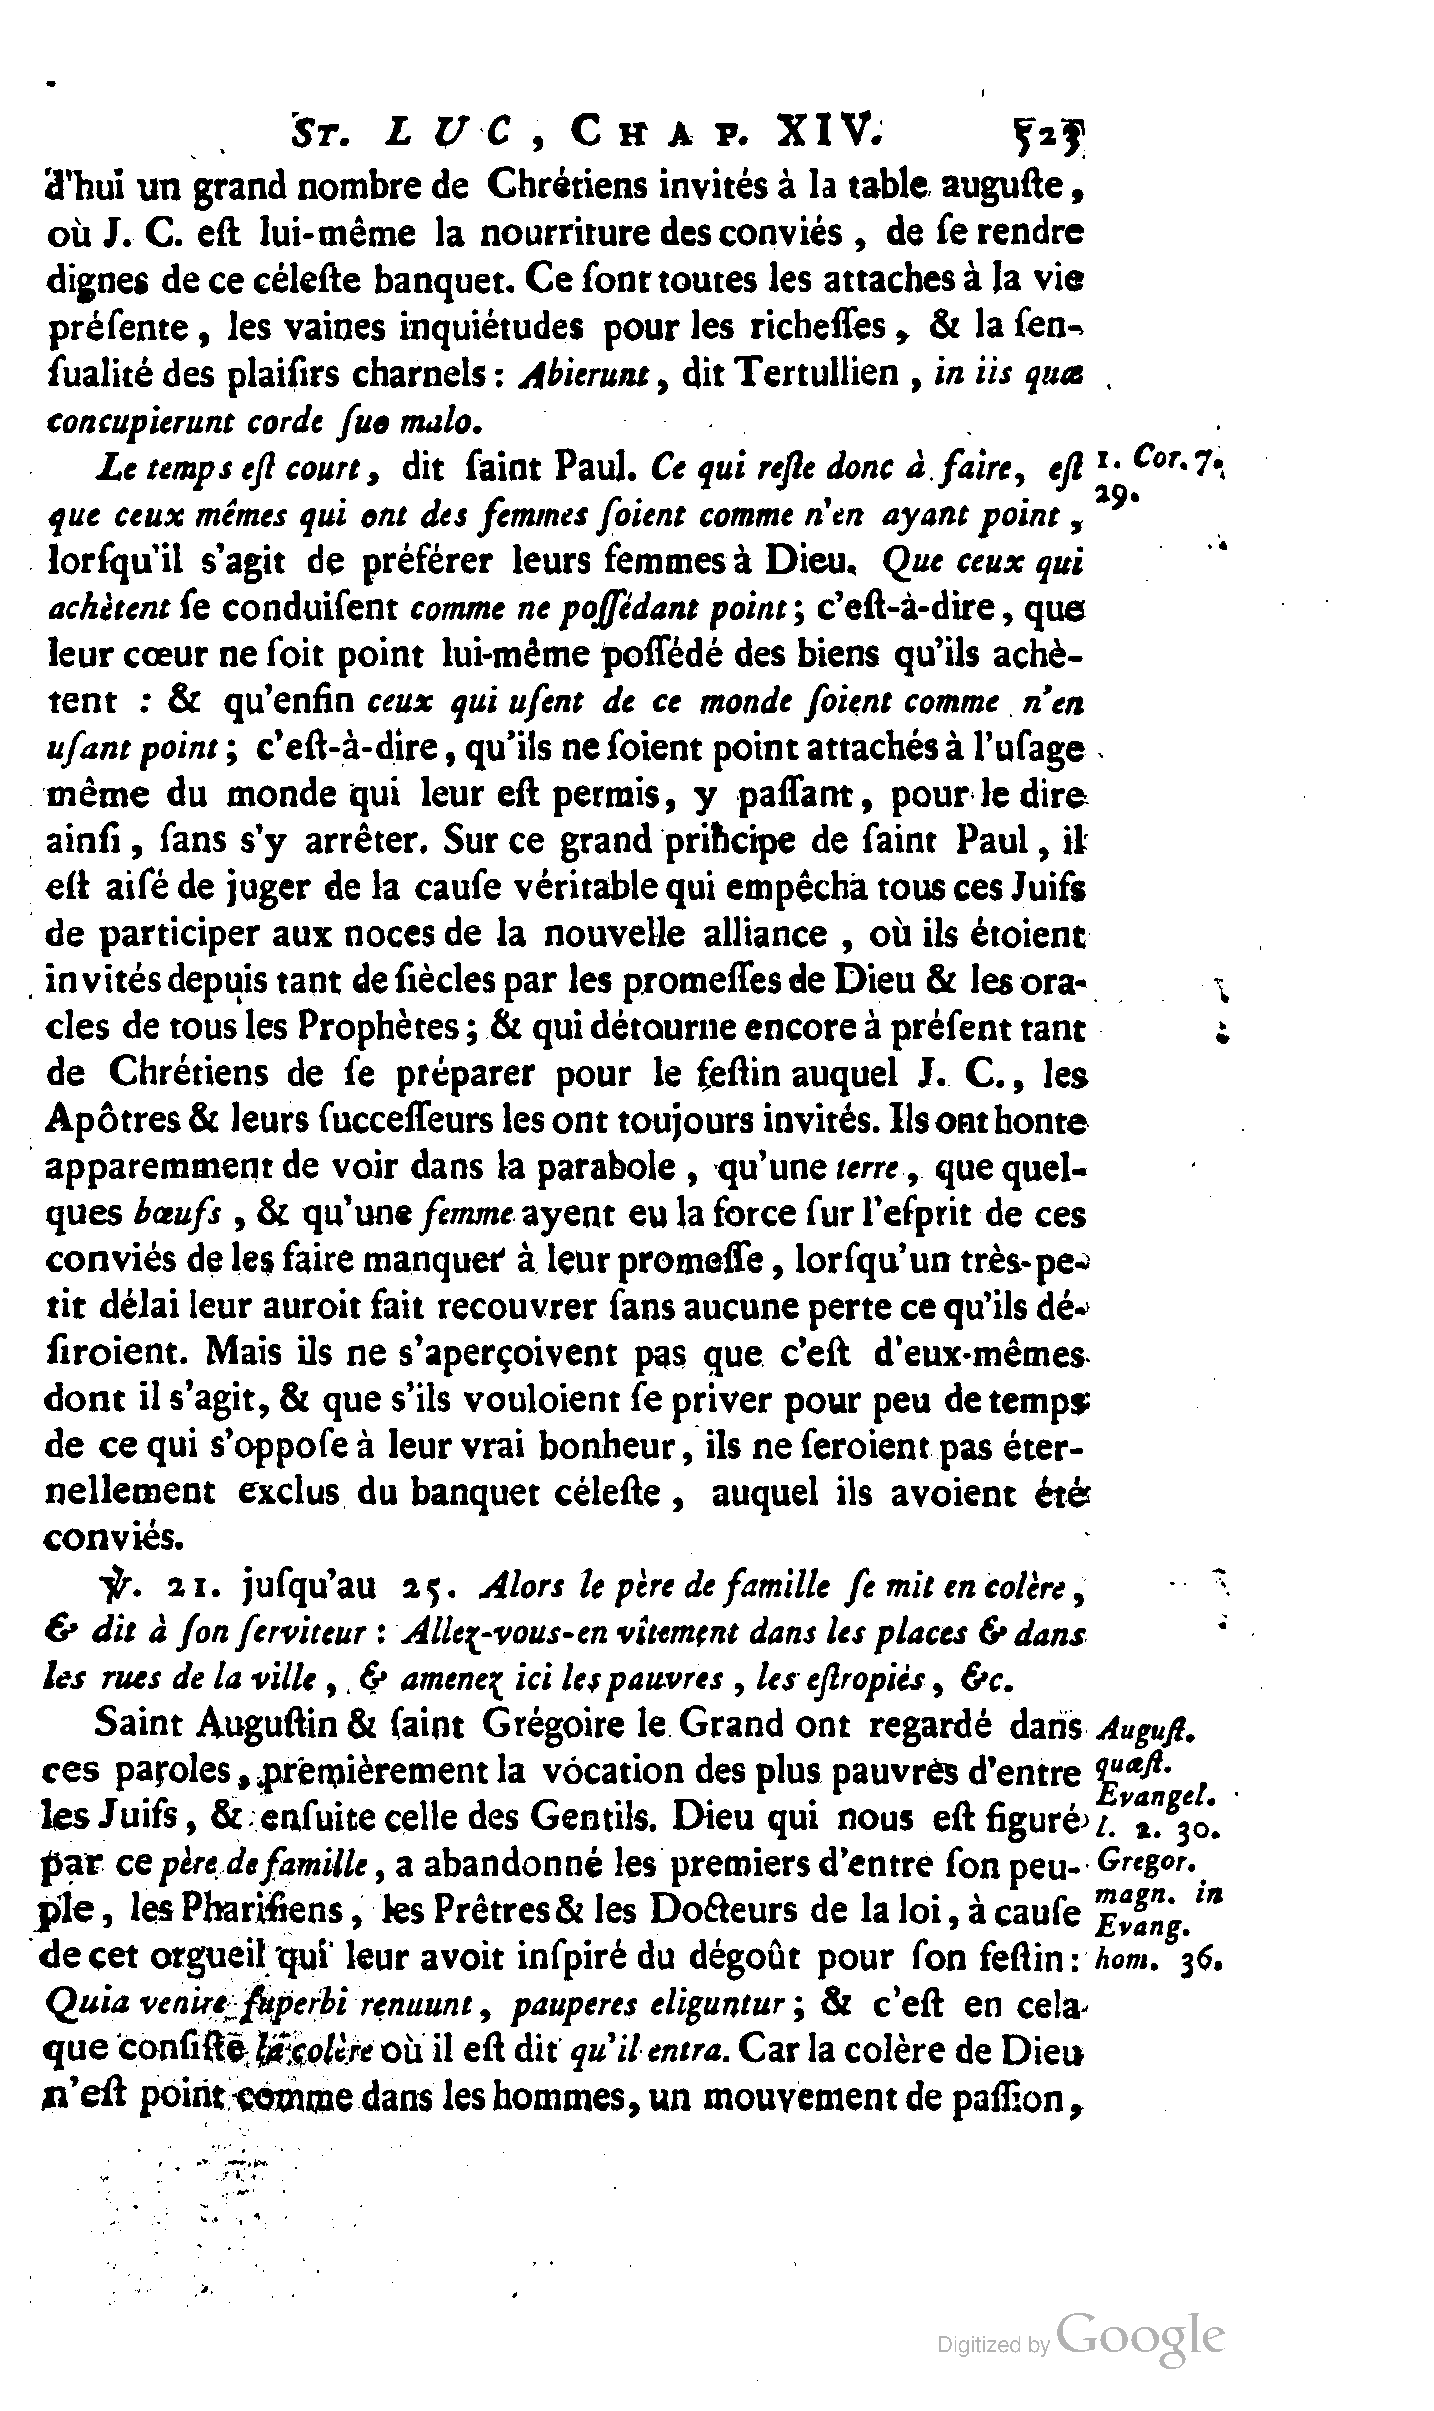 ST. LUC, CHAP. XIV. 523
d'hui un grand nombre de Chrétiens invités à la table auguſte,
où J. C. eſt lui-même la nourriture des conviés, de ſe rendre
dignes de ce céleſte banquet. Ce ſont toutes les attaches à la vie
préſente, les vaines inquiétudes pour les richeſſes, & la ſen-
ſualité des plaiſirs charnels : Abierunt, dit Tertullien, in iis quæ
concupierunt corde ſuo malo.
Le temps eſt court, dit ſaint Paul. Ce qui reſte donc à faire, eſt
1. Cor. 7.
29.
que ceux mêmes qui ont des femmes ſoient comme n'en ayant point,
lorſqu'il s'agit de préférer leurs femmes à Dieu. Que ceux qui
achètent ſe conduiſent comme ne poſſédant point ; c'eſt-à-dire, que
leur cœur ne ſoit point lui-même poſſédé des biens qu'ils achè-
tent : & qu'enfin ceux qui uſent de ce monde ſoient comme n'en
uſant point ; c'eſt-à-dire, qu'ils ne ſoient point attachés à l'uſage
même du monde qui leur eſt permis, y paſſant, pour le dire
ainſi, ſans s'y arrêter. Sur ce grand principe de ſaint Paul, il
eſt aiſé de juger de la cauſe véritable qui empêcha tous ces Juifs
de participer aux noces de la nouvelle alliance, où ils étoient
invités depuis tant de ſiècles par les promeſſes de Dieu & les ora-
cles de tous les Prophètes ; & qui détourne encore à préſent tant
de Chrétiens de ſe préparer pour le feſtin auquel J. C., les
Apôtres & leurs ſucceſſeurs les ont toujours invités. Ils ont honte
apparemment de voir dans la parabole, qu'une terre, que quel-
ques bœufs, & qu'une femme ayent eu la force ſur l'eſprit de ces
conviés de les faire manquer à leur promeſſe, lorſqu'un très-pe-
tit délai leur auroit fait recouvrer ſans aucune perte ce qu'ils dé-
ſiroient. Mais ils ne s'aperçoivent pas que c'eſt d'eux-mêmes
dont il s'agit, & que s'ils vouloient ſe priver pour peu de temps
de ce qui s'oppoſe à leur vrai bonheur, ils ne ſeroient pas éter-
nellement exclus du banquet céleſte, auquel ils avoient été
conviés.
℣. 21. juſqu'au 25. Alors le père de famille ſe mit en colère,
& dit à ſon ſerviteur : Allez-vous-en vîtement dans les places & dans
les rues de la ville, & amenez ici les pauvres, les eſtropiés, &c.
Saint Auguſtin & ſaint Grégoire le Grand ont regardé dans
ces paroles, premièrement la vocation des plus pauvres d'entre
les Juifs, & enſuite celle des Gentils. Dieu qui nous eſt figuré
par ce père de famille, a abandonné les premiers d'entre ſon peu-
ple, les Phariſiens, les Prêtres & les Docteurs de la loi, à cauſe
de cet orgueil qui leur avoit inſpiré du dégoût pour ſon feſtin :
Quia venire ſuperbi renuunt, pauperes eliguntur ; & c'eſt en cela
que conſiſte la colère où il eſt dit qu'il entra. Car la colère de Dieu
n'eſt point comme dans les hommes, un mouvement de paſſion,
Auguſt.
quæſt.
Evangel.
l. 2. 30.
Gregor.
magn. in
Evang.
hom. 36.
Digitized by Google